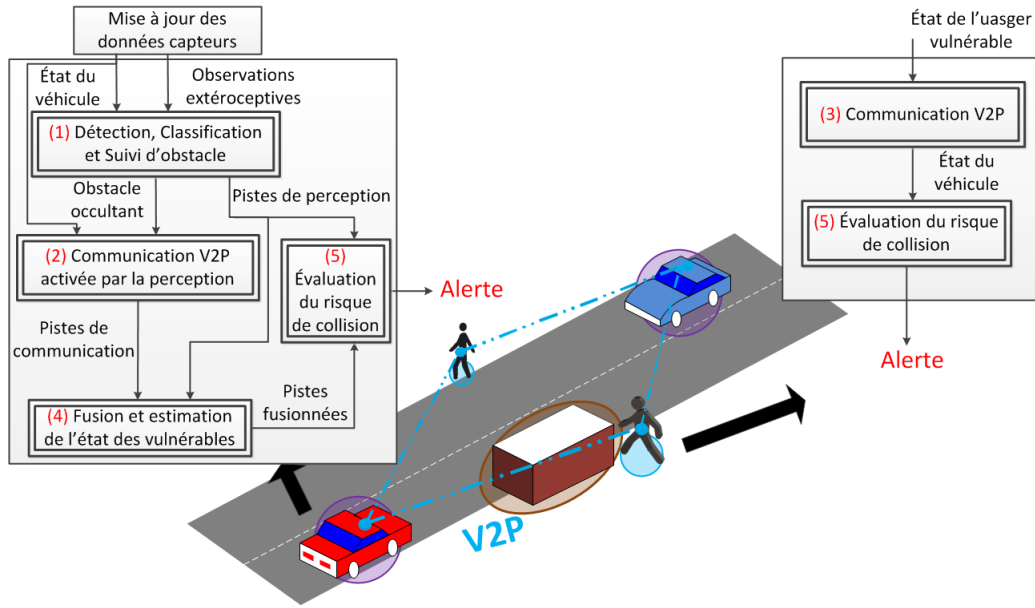 Mise à jour des
données capteurs
État du
véhicule
Observations
extéroceptives
(1) Détection, Classification
et Suivi d’obstacle
Obstacle
occultant
Pistes de perception
(2) Communication V2P
activée par la perception
(5)
Évaluation
du risque
de collision
Alerte
Pistes de
communication
(4) Fusion et estimation
de l’état des vulnérables
Pistes
fusionnées
V2P
État de l’uasger
vulnérable
(3) Communication V2P
État du
véhicule
(5) Évaluation du risque
de collision
Alerte